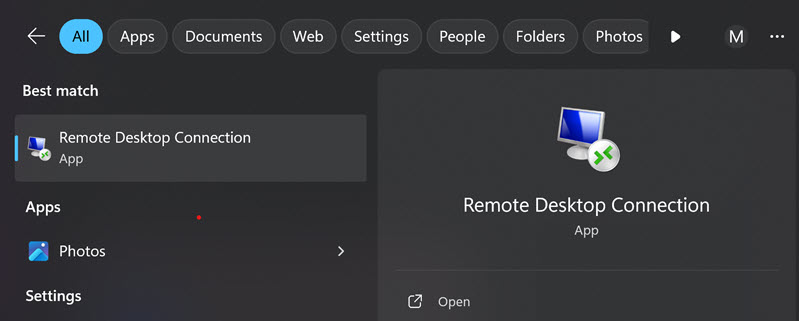 All
Apps
Documents
Web
Settings
People
Folders
Photos
M
Best match
Remote Desktop Connection
App
Apps
Photos
Settings
Remote Desktop Connection
App
Open